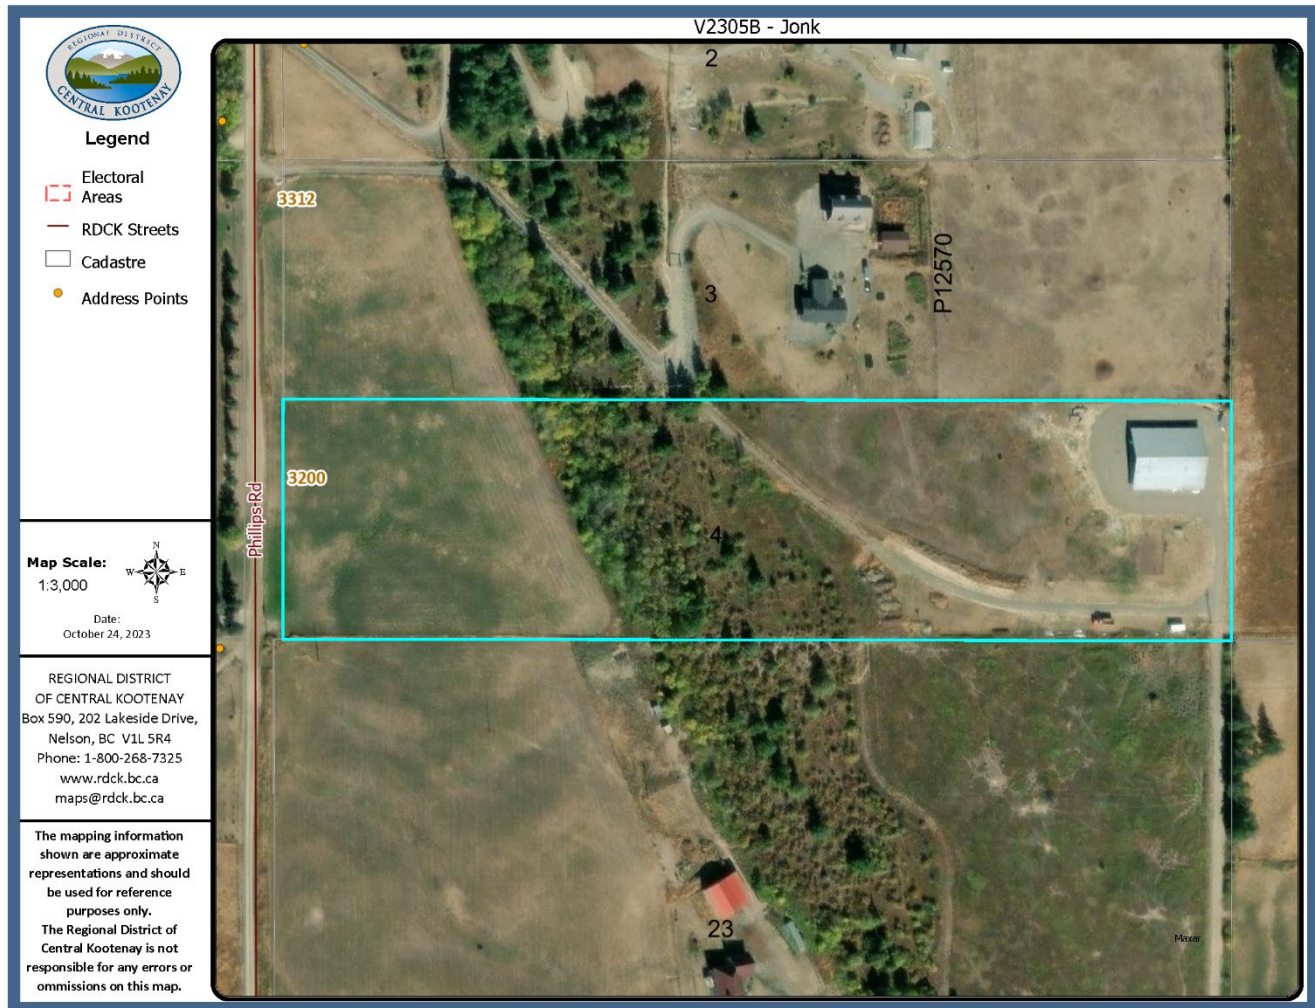 V2305B - Jonk
REGIONAL DISTRICT
CENTRAL KOOTENAY
Legend
Electoral
Areas
RDCK Streets
Cadastre
Address Points
Map Scale:
1:3,000
N
W
E
S
Date:
October 24, 2023
REGIONAL DISTRICT
OF CENTRAL KOOTENAY
Box 590, 202 Lakeside Drive,
Nelson, BC V1L 5R4
Phone: 1-800-268-7325
www.rdck.bc.ca
maps@rdck.bc.ca
The mapping information
shown are approximate
representations and should
be used for reference
purposes only.
The Regional District of
Central Kootenay is not
responsible for any errors or
ommissions on this map.
2
3312
3
P12570
3200
Phillips Rd
4
23
Maxar